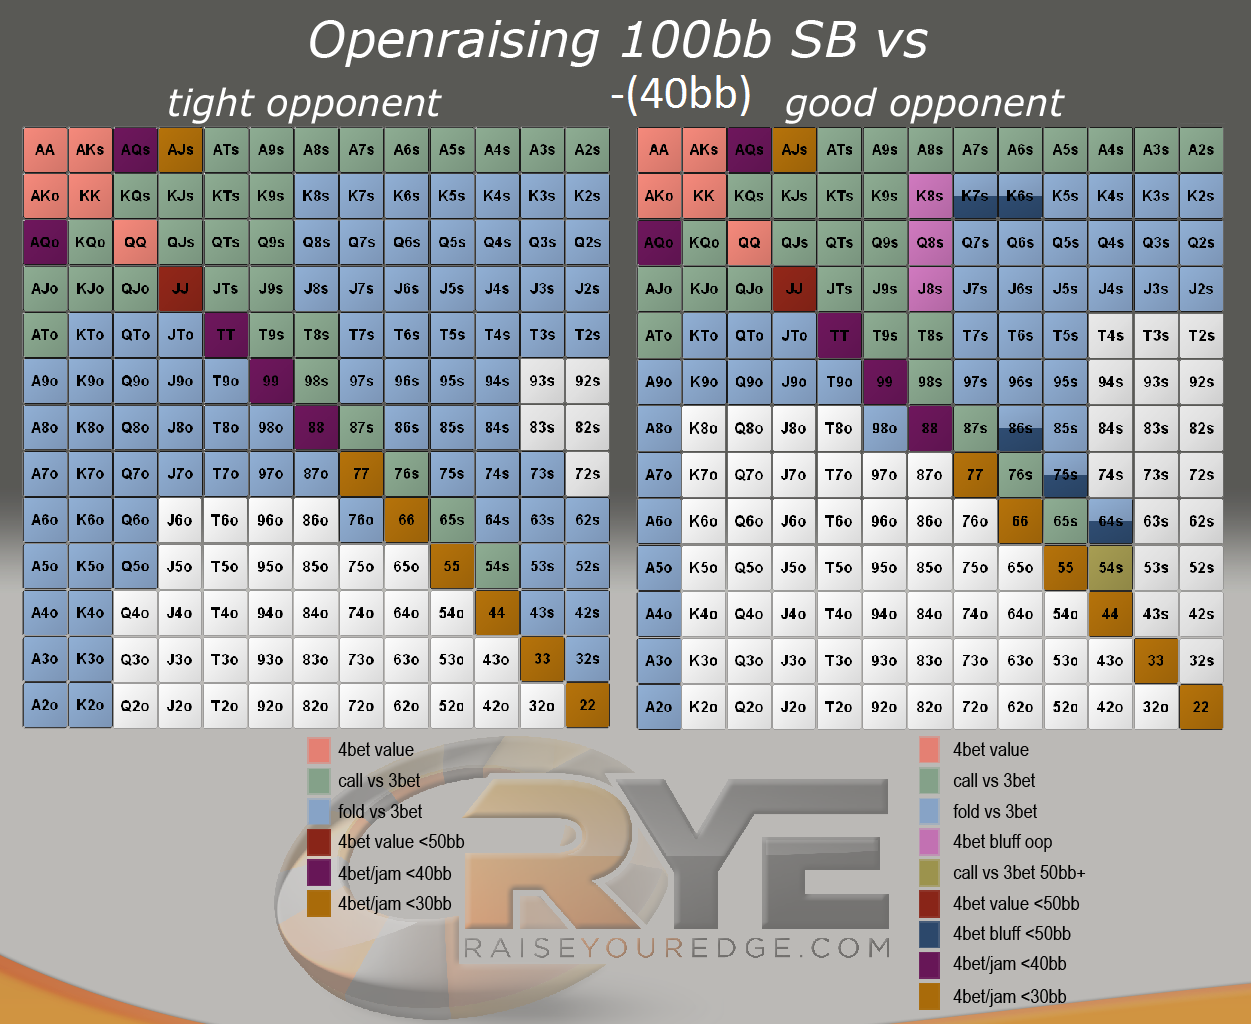 Openraising 100bb SB vs
-(40bb)
tight opponent
good opponent
AA AKs AQs AJs ATs A9s A8s A7s A6s A5s A4s A3s A2s
AKo KK KQs KJs KTs K9s K8s K7s K6s K5s K4s K3s K2s
AQo KQo QQ QJs QTs Q9s Q8s Q7s Q6s Q5s Q4s Q3s Q2s
AJo KJo QJo JJ JTs J9s J8s J7s J6s J5s J4s J3s J2s
ATo KTo QTo JTo TT T9s T8s T7s T6s T5s T4s T3s T2s
A9o K9o Q9o J9o T9o 99 98s 97s 96s 95s 94s 93s 92s
A8o K8o Q8o J8o T8o 98o 88 87s 86s 85s 84s 83s 82s
A7o K7o Q7o J7o T7o 97o 87o 77 76s 75s 74s 73s 72s
A6o K6o Q6o J6o T6o 96o 86o 76o 66 65s 64s 63s 62s
A5o K5o Q5o J5o T5o 95o 85o 75o 65o 55 54s 53s 52s
A4o K4o Q4o J4o T4o 94o 84o 74o 64o 54o 44 43s 42s
A3o K3o Q3o J3o T3o 93o 83o 73o 63o 53o 43o 33 32s
A2o K2o Q2o J2o T2o 92o 82o 72o 62o 52o 42o 32o 22
AA AKs AQs AJs ATs A9s A8s A7s A6s A5s A4s A3s A2s
AKo KK KQs KJs KTs K9s K8s K7s K6s K5s K4s K3s K2s
AQo KQo QQ QJs QTs Q9s Q8s Q7s Q6s Q5s Q4s Q3s Q2s
AJo KJo QJo JJ JTs J9s J8s J7s J6s J5s J4s J3s J2s
ATo KTo QTo JTo TT T9s T8s T7s T6s T5s T4s T3s T2s
A9o K9o Q9o J9o T9o 99 98s 97s 96s 95s 94s 93s 92s
A8o K8o Q8o J8o T8o 98o 88 87s 86s 85s 84s 83s 82s
A7o K7o Q7o J7o T7o 97o 87o 77 76s 75s 74s 73s 72s
A6o K6o Q6o J6o T6o 96o 86o 76o 66 65s 64s 63s 62s
A5o K5o Q5o J5o T5o 95o 85o 75o 65o 55 54s 53s 52s
A4o K4o Q4o J4o T4o 94o 84o 74o 64o 54o 44 43s 42s
A3o K3o Q3o J3o T3o 93o 83o 73o 63o 53o 43o 33 32s
A2o K2o Q2o J2o T2o 92o 82o 72o 62o 52o 42o 32o 22
4bet value
call vs 3bet
fold vs 3bet
4bet value <50bb
4bet/jam <40bb
4bet/jam <30bb
RYE
RAISEYOUREDGE.COM
4bet value
call vs 3bet
fold vs 3bet
4bet bluff oop
call vs 3bet 50bb+
4bet value <50bb
4bet bluff <50bb
4bet/jam <40bb
4bet/jam <30bb